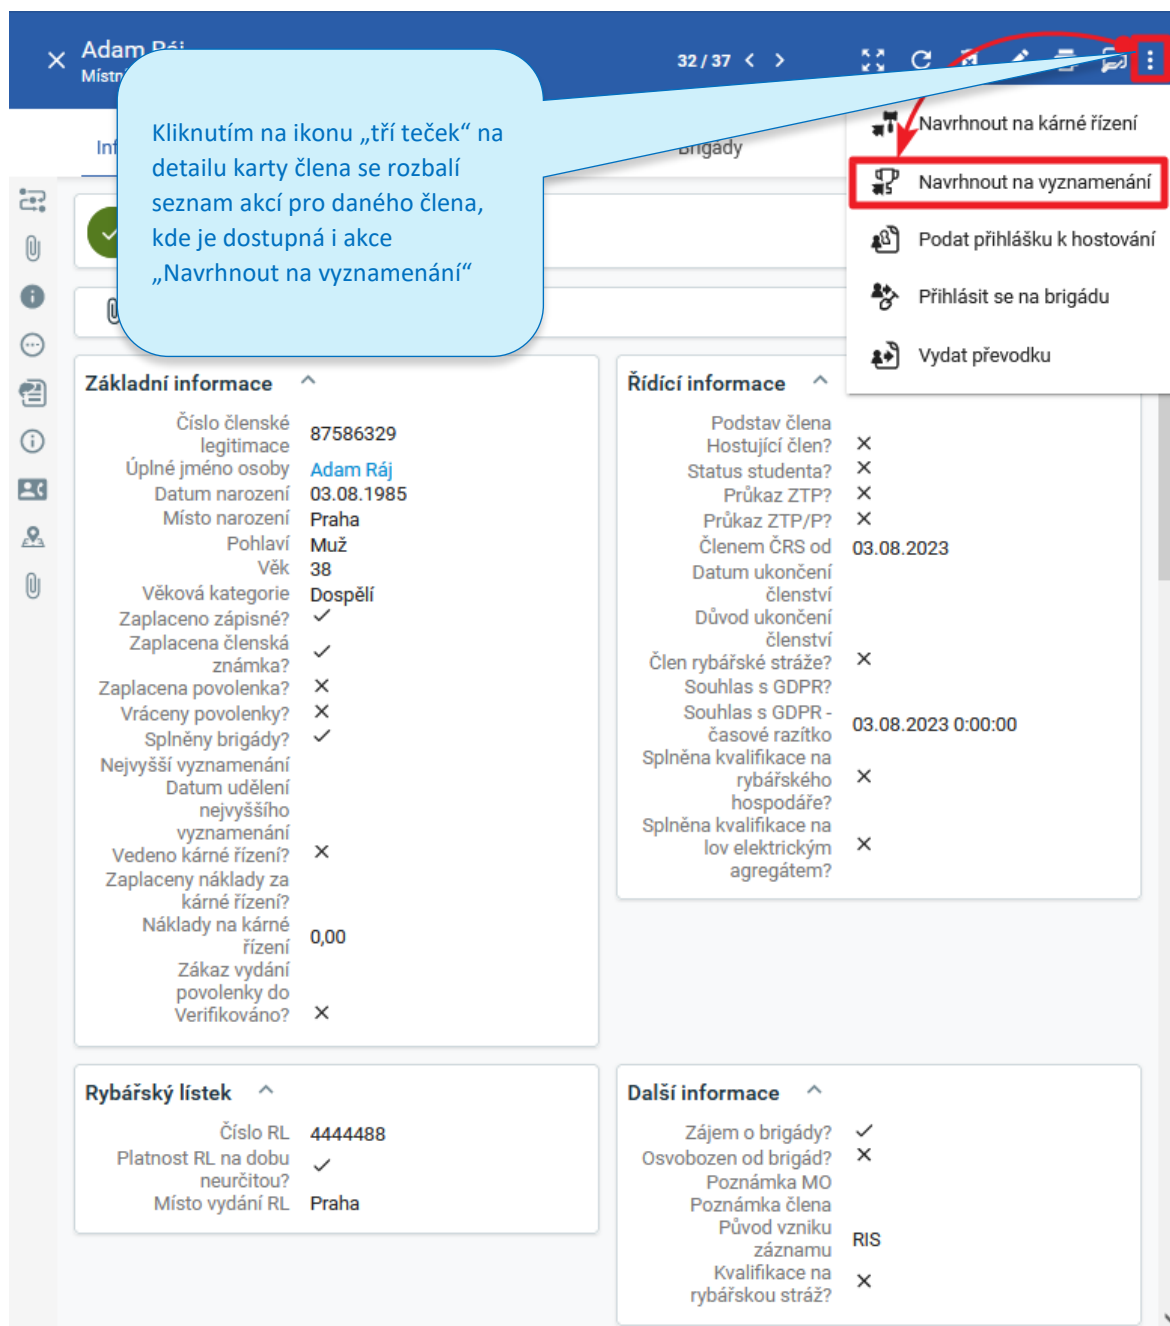 Adam Ráj
32 / 37
Kliknutím na ikonu „tří teček“ na
detailu karty člena se rozbalí
seznam akcí pro daného člena,
kde je dostupná i akce
„Navrhnout na vyznamenání“
Brigády
Navrhnout na kárné řízení
Navrhnout na vyznamenání
Podat přihlášku k hostování
Přihlásit se na brigádu
Vydat převodku
Základní informace
Číslo členské
legitimace 87586329
Úplné jméno osoby Adam Ráj
Datum narození 03.08.1985
Místo narození Praha
Pohlaví Muž
Věk 38
Věková kategorie Dospělí
Zaplaceno zápisné?
Zaplacena členská
známka?
Zaplacena povolenka?
Vráceny povolenky?
Splněny brigády?
Nejvyšší vyznamenání
Datum udělení
nejvyššího
vyznamenání
Vedeno kárné řízení?
Zaplaceny náklady za
kárné řízení?
Náklady na kárné
řízení 0,00
Zákaz vydání
povolenky do
Verifikováno?
Řídící informace
Podstav člena
Hostující člen?
Status studenta?
Průkaz ZTP?
Průkaz ZTP/P?
Členem ČRS od 03.08.2023
Datum ukončení
členství
Důvod ukončení
členství
Člen rybářské stráže?
Souhlas s GDPR?
Souhlas s GDPR -
časové razítko 03.08.2023 0:00:00
Splněna kvalifikace na
rybářského
hospodáře?
Splněna kvalifikace na
lov elektrickým
agregátem?
Rybářský lístek
Číslo RL 4444488
Platnost RL na dobu
neurčitou?
Místo vydání RL Praha
Další informace
Zájem o brigády?
Osvobozen od brigád?
Poznámka MO
Poznámka člena
Původ vzniku
záznamu RIS
Kvalifikace na
rybářskou stráž?